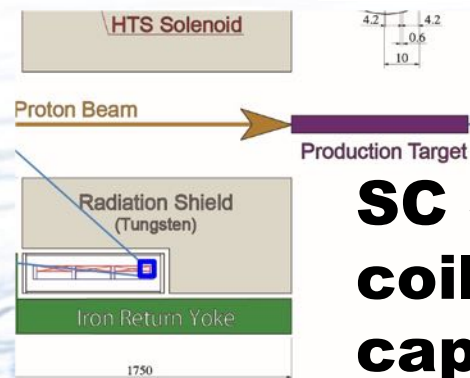 HTS Solenoid
4.2 4.2
0.6
10
Proton Beam
Production Target
Radiation Shield
(Tungsten)
SC
coil
cap
Iron Return Yoke
1750